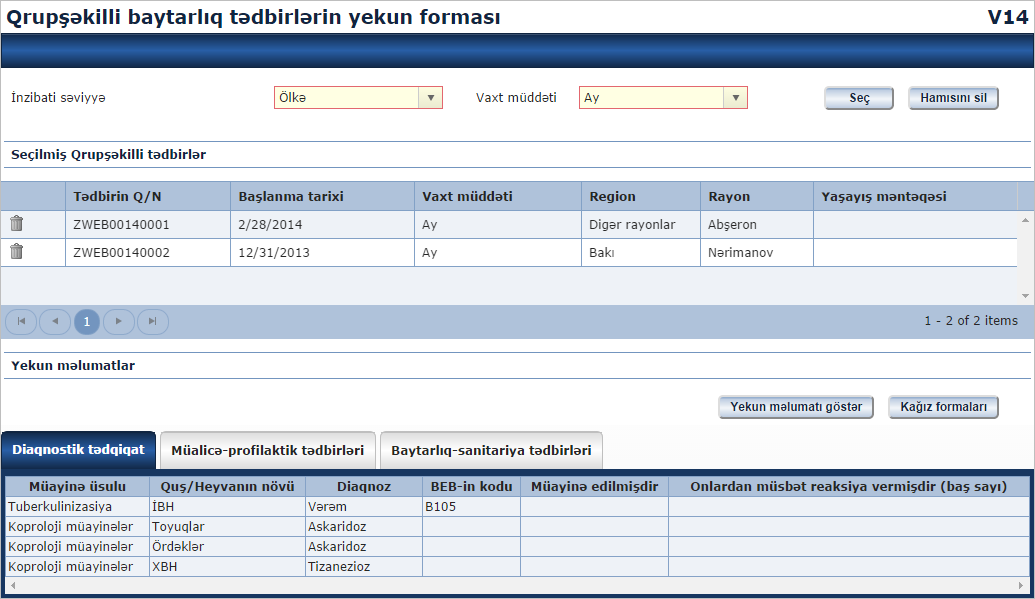 Qrupşəkilli baytarlıq tədbirlərin yekun forması V14
İnzibati səviyyə Ölkə Vaxt müddəti Ay Seç Hamısını sil
Seçilmiş Qrupşəkilli tədbirlər
Tədbirin Q/N Başlanma tarixi Vaxt müddəti Region Rayon Yaşayış məntəqəsi
ZWEB00140001 2/28/2014 Ay Digər rayonlar Abşeron
ZWEB00140002 12/31/2013 Ay Bakı Nərimanov
1 1 - 2 of 2 items
Yekun məlumatlar
Yekun məlumatı göstər Kağız formaları
Diaqnostik tədqiqat Müalicə-profilaktik tədbirləri Baytarlıq-sanitariya tədbirləri
Müayinə üsulu Quş/Heyvanın növü Diaqnoz BEB-in kodu Müayinə edilmişdir Onlardan müsbət reaksiya vermişdir (baş sayı)
Tuberkulinizasiya İBH Vərəm B105
Koproloji müayinələr Toyuqlar Askaridoz
Koproloji müayinələr Ördəklər Askaridoz
Koproloji müayinələr XBH Tizanezioz